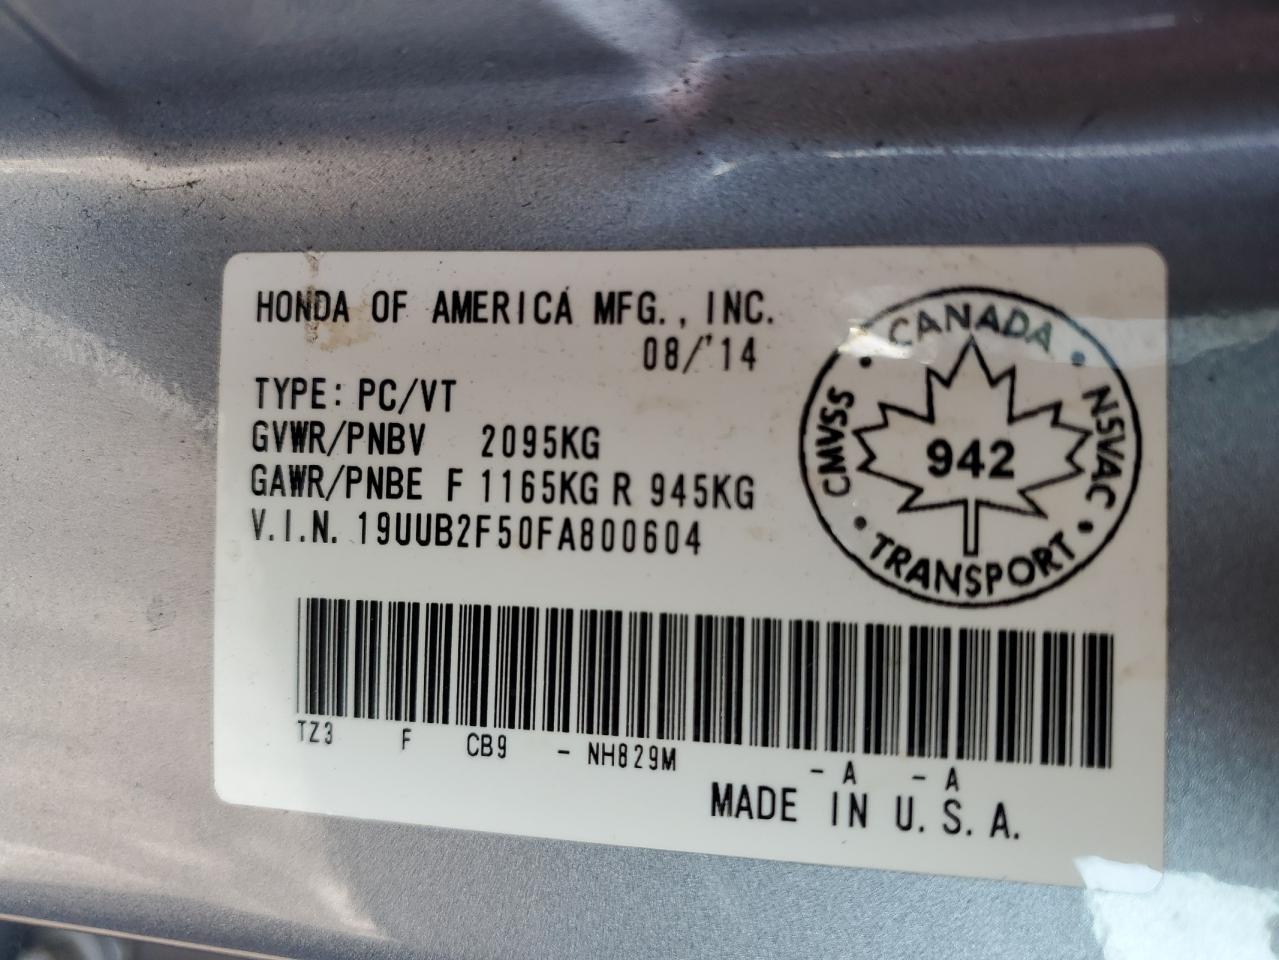 HONDA OF AMERICA MFG., INC.
08/'14
TYPE: PC/VT
GVWR/PNBV 2095KG
GAWR/PNBE F 1165KG R 945KG
V.I.N. 19UUB2F50FA800604
CANADA
CMVSS
942
NSVAC
TRANSPORT
TZ3 F CB9 - NH829M - A - A
MADE IN U.S.A.